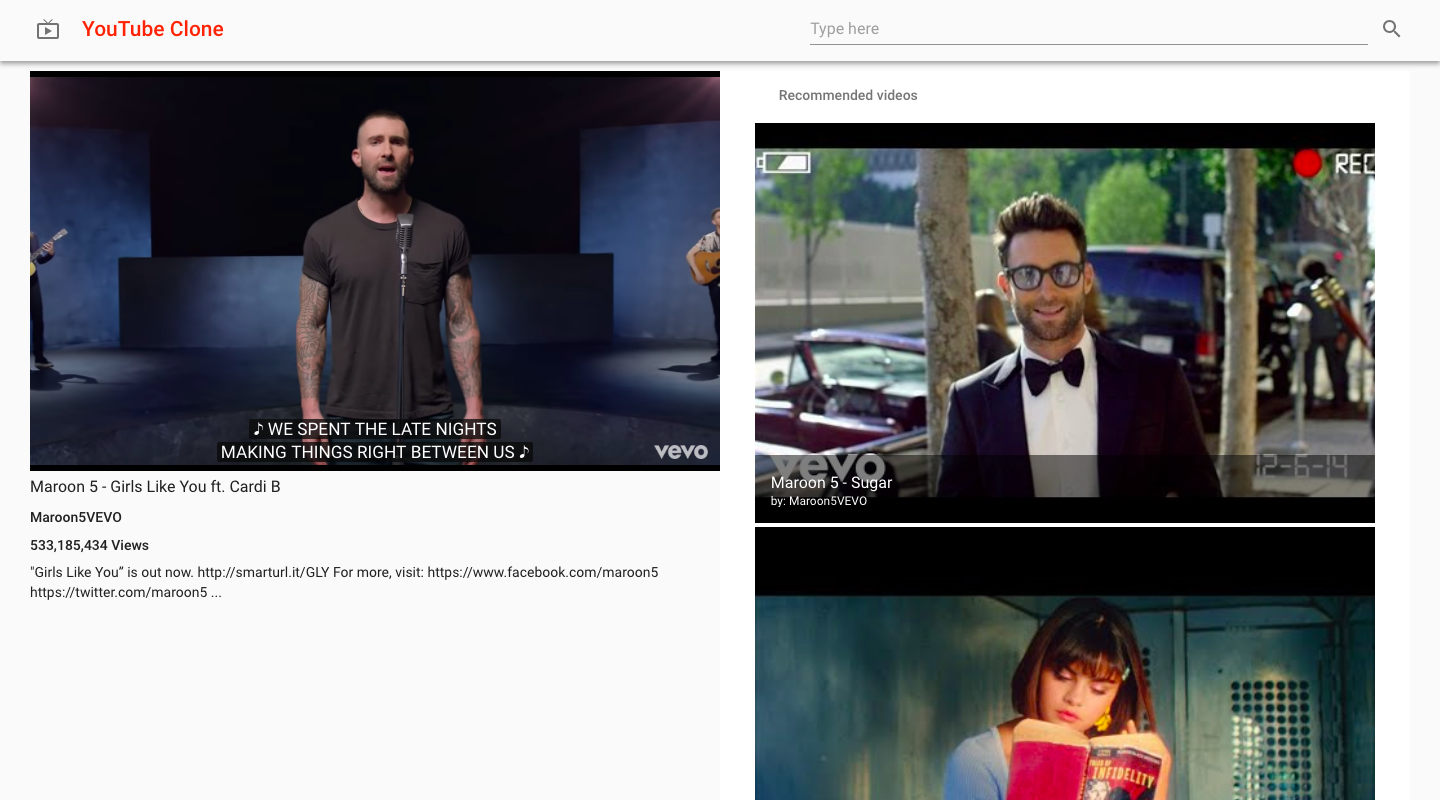 YouTube Clone
Type here
♪ WE SPENT THE LATE NIGHTS
MAKING THINGS RIGHT BETWEEN US ♪
vevo
Maroon 5 - Girls Like You ft. Cardi B
Maroon5VEVO
533,185,434 Views
"Girls Like You” is out now. http://smarturl.it/GLY For more, visit: https://www.facebook.com/maroon5
https://twitter.com/maroon5 ...
Recommended videos
REC
vevo
12-6-14
Maroon 5 - Sugar
by: Maroon5VEVO
TALES OF
INFIDELITY